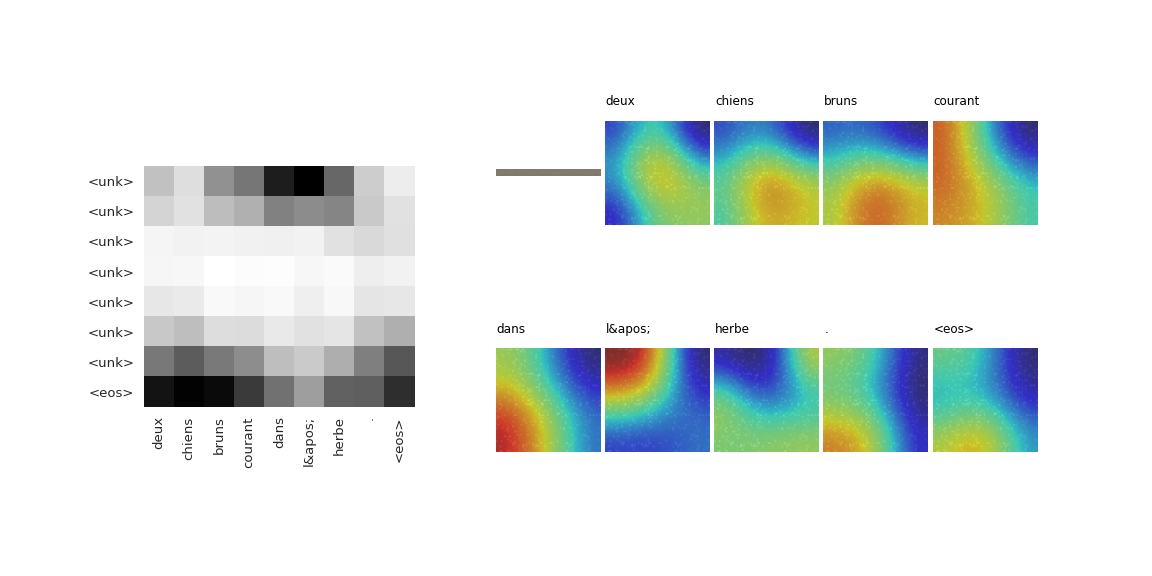 <unk>
<unk>
<unk>
<unk>
<unk>
<unk>
<unk>
<eos>
deux chiens bruns courant dans l&apos; herbe . <eos>
deux chiens bruns courant
dans l&apos; herbe . <eos>